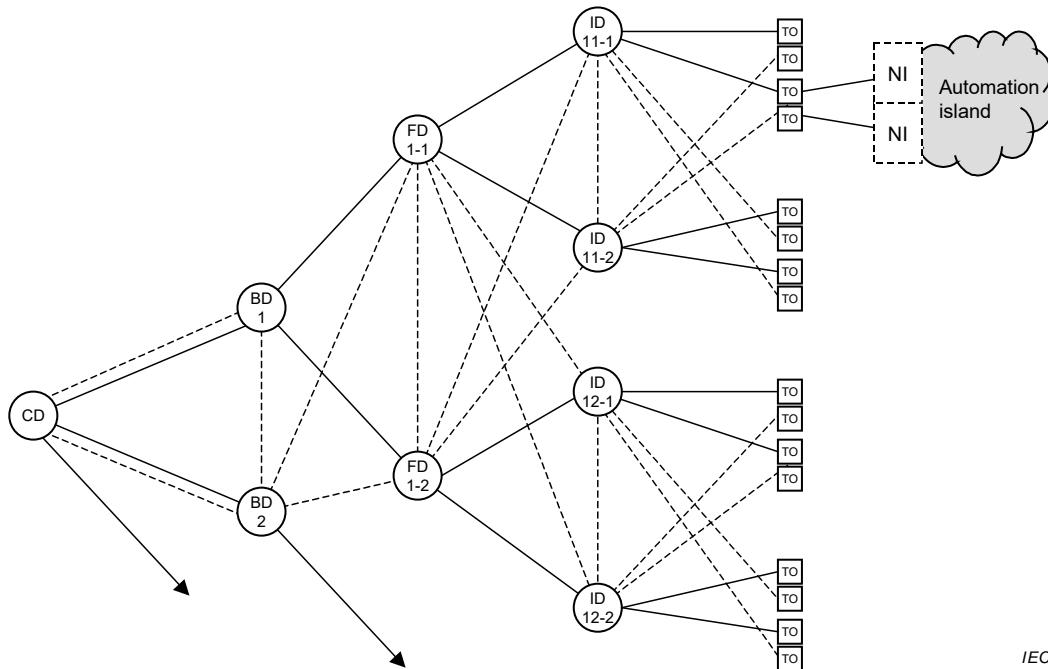 ID
11-1
TO
TO
NI
Automation
island
TO
NI
TO
FD
1-1
TO
ID
11-2
TO
TO
TO
BD
1
ID
12-1
TO
TO
CD
TO
FD
1-2
TO
BD
2
TO
ID
12-2
TO
TO
TO
IEC